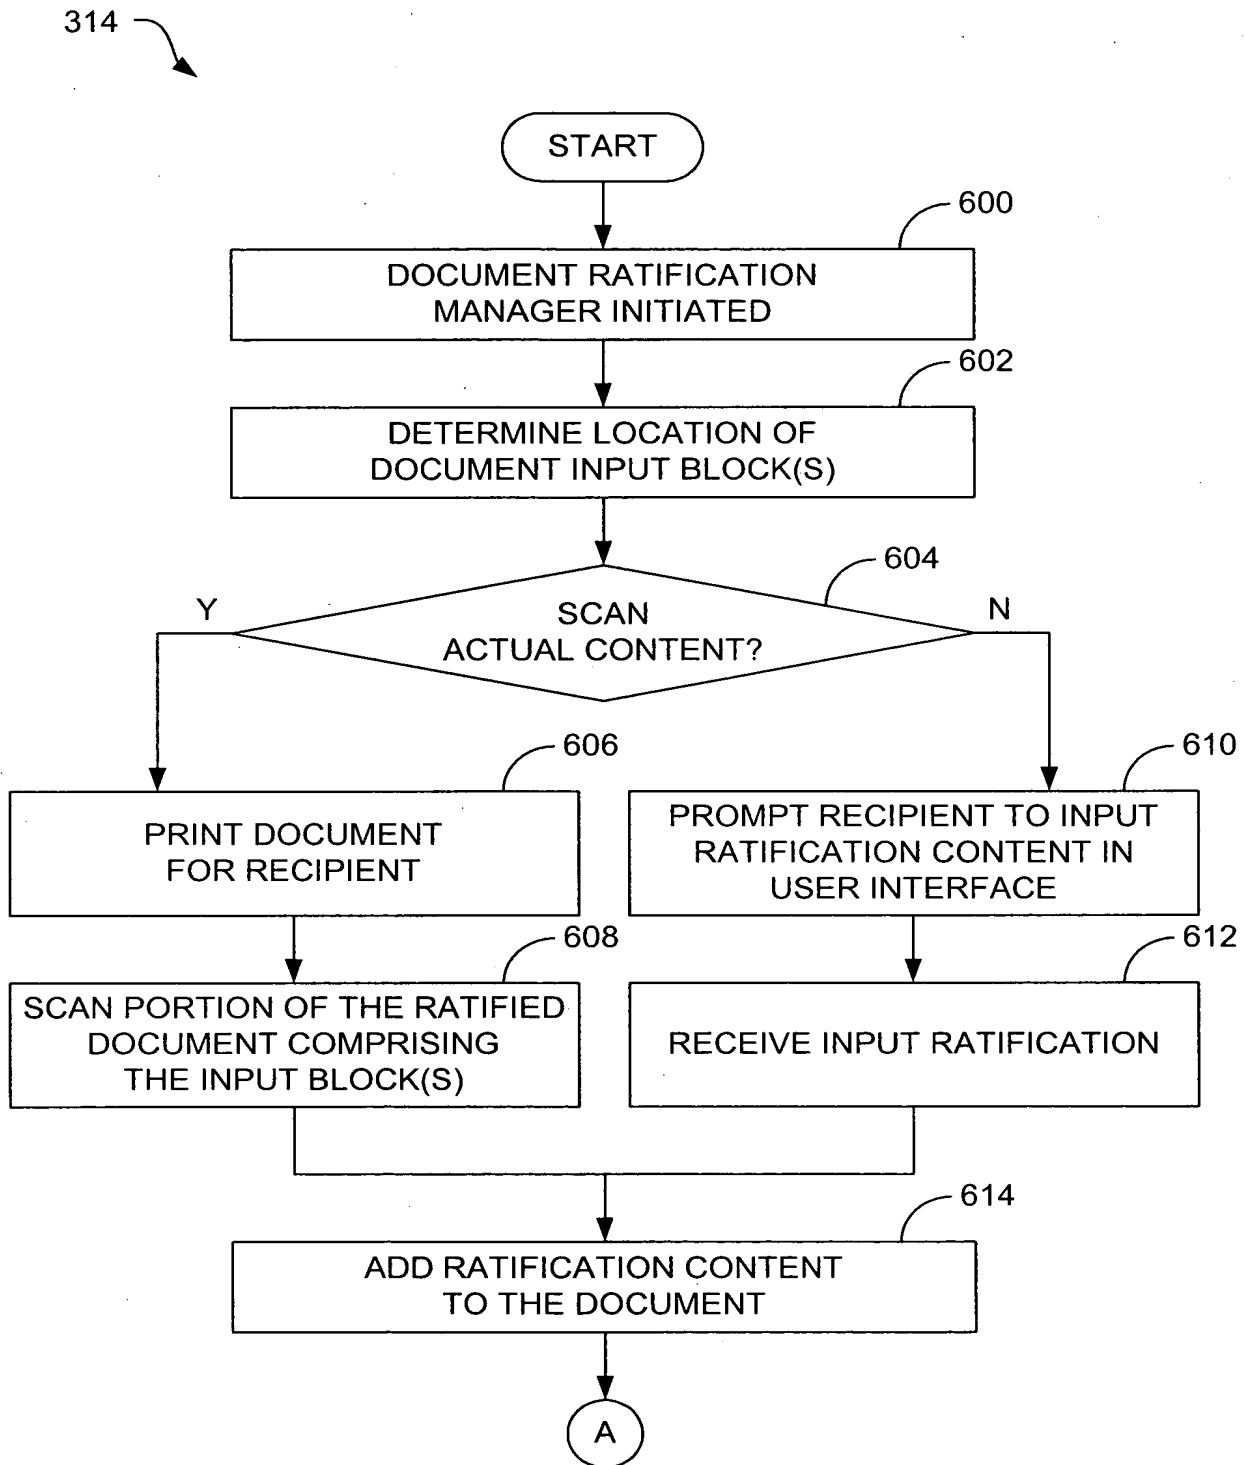 314
START
600
DOCUMENT RATIFICATION
MANAGER INITIATED
602
DETERMINE LOCATION OF
DOCUMENT INPUT BLOCK(S)
604
Y
N
SCAN
ACTUAL CONTENT?
606
PRINT DOCUMENT
FOR RECIPIENT
610
PROMPT RECIPIENT TO INPUT
RATIFICATION CONTENT IN
USER INTERFACE
608
SCAN PORTION OF THE RATIFIED
DOCUMENT COMPRISING
THE INPUT BLOCK(S)
612
RECEIVE INPUT RATIFICATION
614
ADD RATIFICATION CONTENT
TO THE DOCUMENT
A